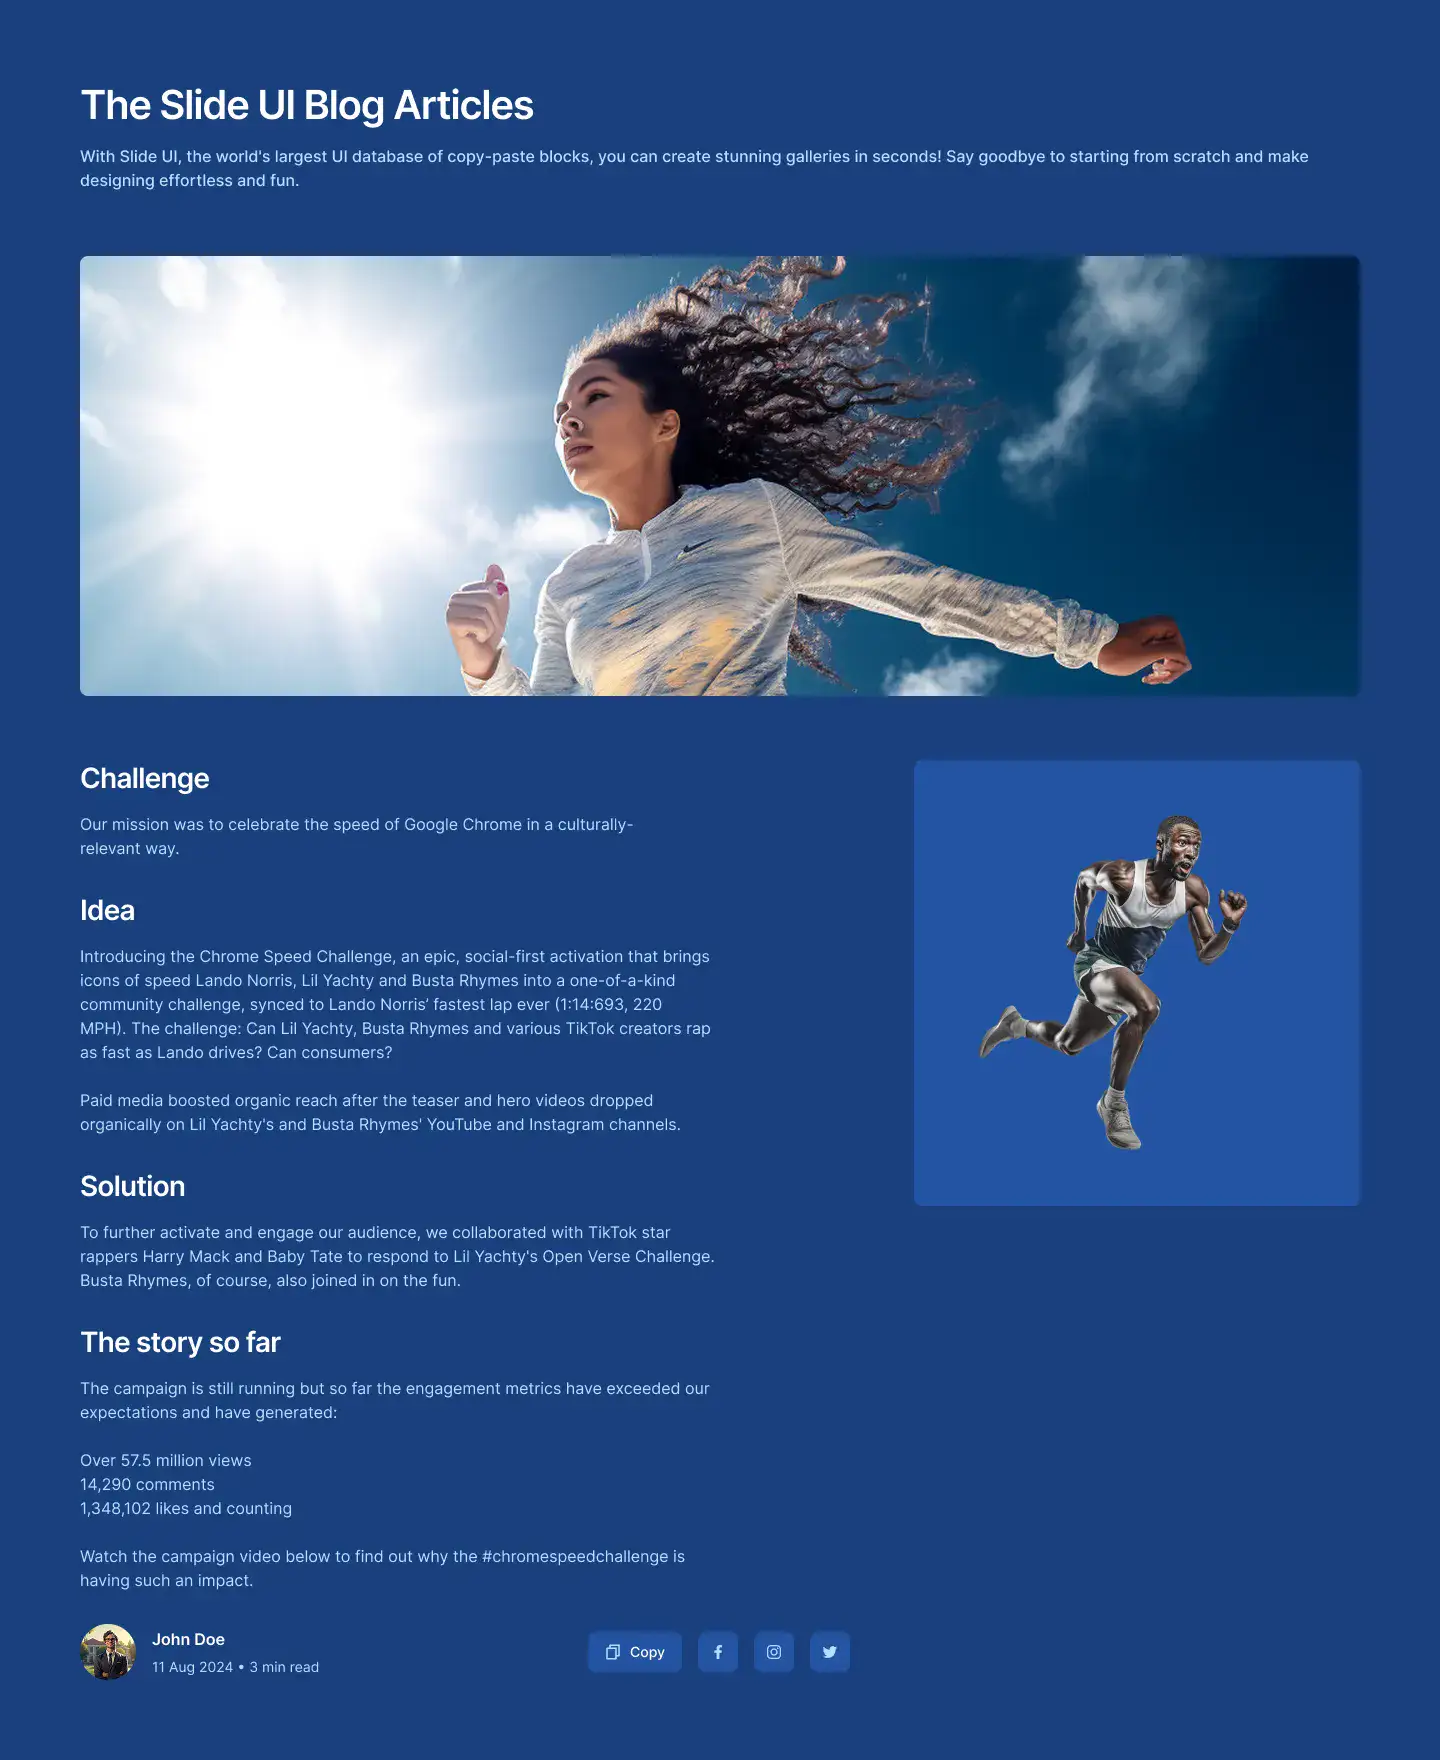 The Slide UI Blog Articles
With Slide UI, the world's largest UI database of copy-paste blocks, you can create stunning galleries in seconds! Say goodbye to starting from scratch and make
designing effortless and fun.
Challenge
Our mission was to celebrate the speed of Google Chrome in a culturally-
relevant way.
Idea
Introducing the Chrome Speed Challenge, an epic, social-first activation that brings
icons of speed Lando Norris, Lil Yachty and Busta Rhymes into a one-of-a-kind
community challenge, synced to Lando Norris’ fastest lap ever (1:14:693, 220
MPH). The challenge: Can Lil Yachty, Busta Rhymes and various TikTok creators rap
as fast as Lando drives? Can consumers?
Paid media boosted organic reach after the teaser and hero videos dropped
organically on Lil Yachty's and Busta Rhymes' YouTube and Instagram channels.
Solution
To further activate and engage our audience, we collaborated with TikTok star
rappers Harry Mack and Baby Tate to respond to Lil Yachty's Open Verse Challenge.
Busta Rhymes, of course, also joined in on the fun.
The story so far
The campaign is still running but so far the engagement metrics have exceeded our
expectations and have generated:
Over 57.5 million views
14,290 comments
1,348,102 likes and counting
Watch the campaign video below to find out why the #chromespeedchallenge is
having such an impact.
John Doe
11 Aug 2024 • 3 min read
Copy